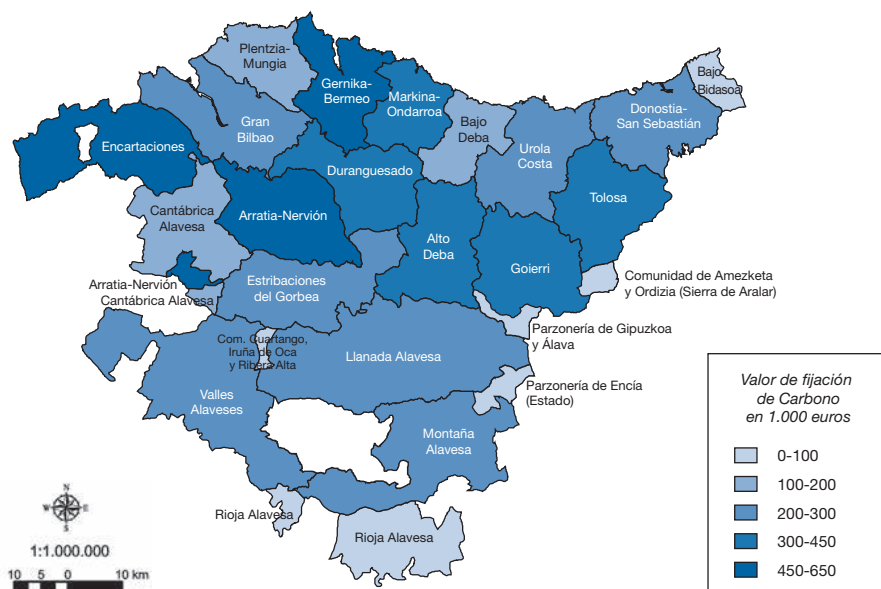 Plentzia-
Mungia
Gernika-
Bermeo
Markina-
Ondarroa
Bajo
Bidasoa
Gran
Bilbao
Bajo
Deba
Donostia-
San Sebastián
Encartaciones
Urola
Costa
Duranguesado
Tolosa
Cantábrica
Alavesa
Arratia-Nervión
Alto
Deba
Goierri
Arratia-Nervión
Cantábrica Alavesa
Estribaciones
del Gorbea
Comunidad de Amezketa
y Ordizia (Sierra de Aralar)
Parzonería de Gipuzkoa
y Álava
Com. Guartango,
Iruña de Oca
y Ribera Alta
Llanada Alavesa
Parzonería de Encía
(Estado)
Valles
Alaveses
Montaña
Alavesa
Rioja Alavesa
Rioja Alavesa
Valor de fijación
de Carbono
en 1.000 euros
0-100
100-200
200-300
300-450
450-650
N
W E
S
1:1.000.000
10 5 0 10 km